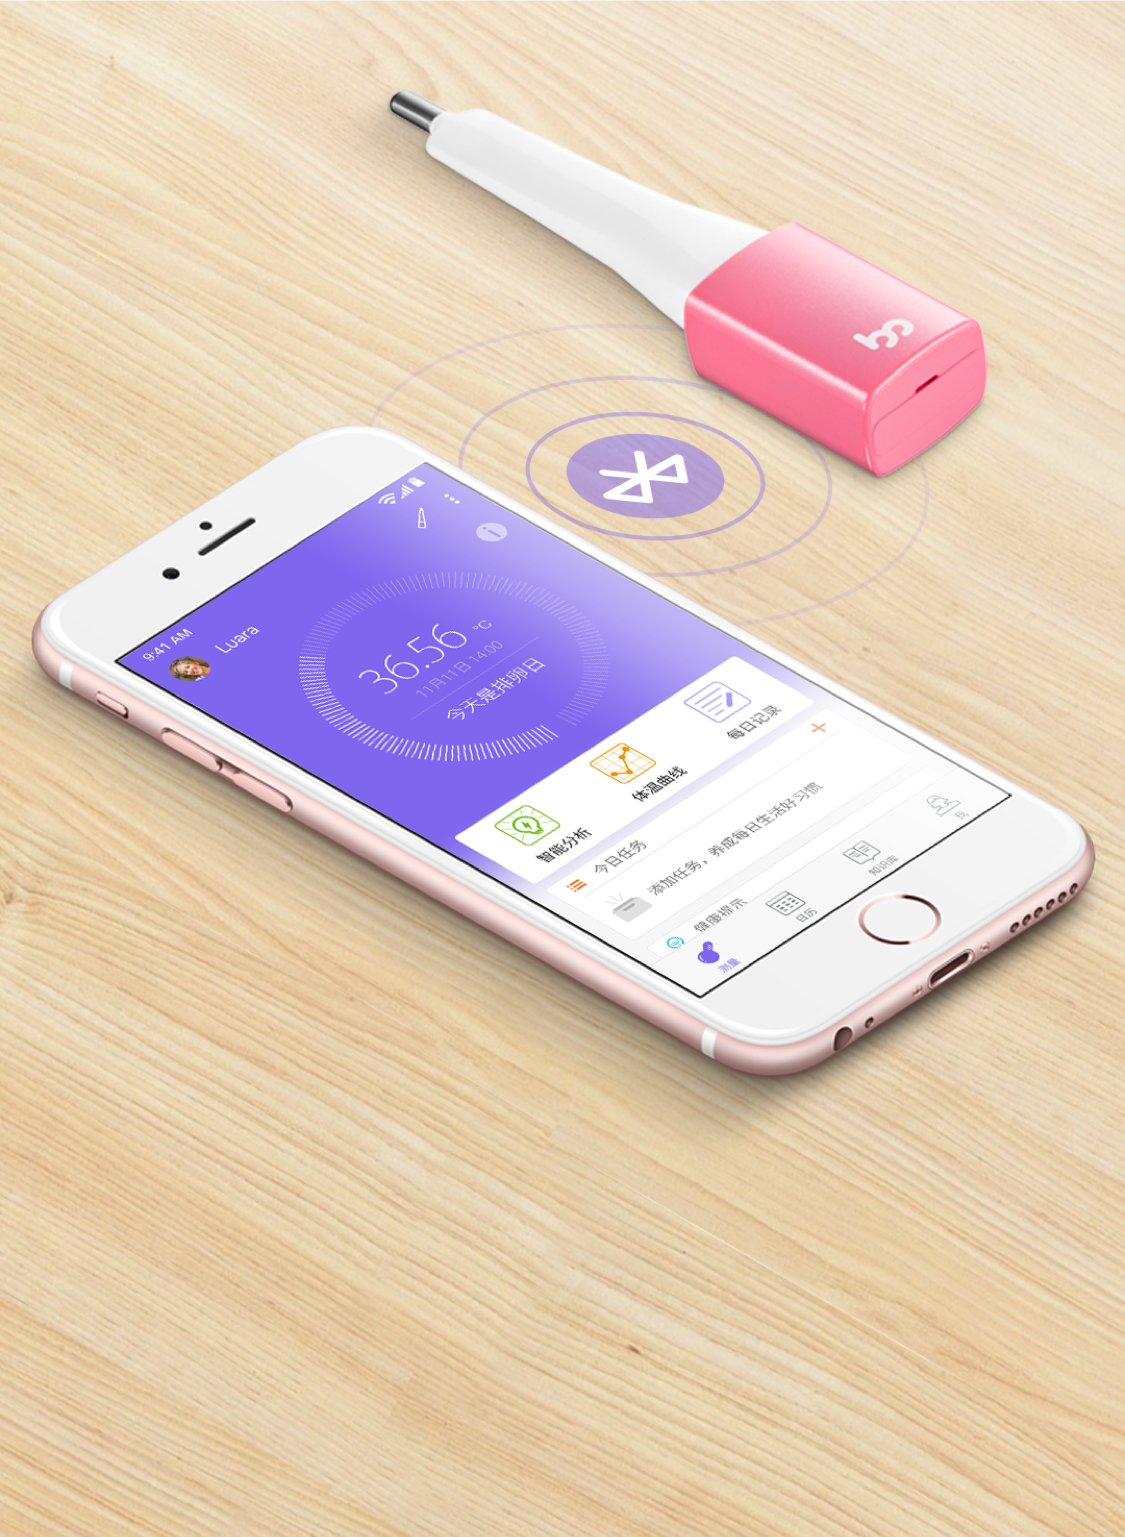 9:41 AM
Luara
36.56 °C
11月11日 14:00
今天是排卵日
智能分析
体温曲线
每日记录
今日任务
添加任务，养成每日生活好习惯
健康提示
测量
日历
知识库
我